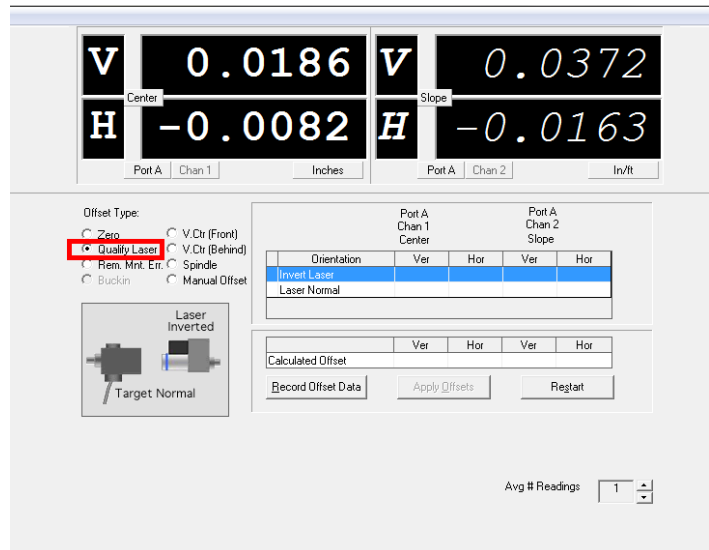 V 0.0186 V 0.0372
Center Slope
H -0.0082 H -0.0163
Port A Chan 1 Inches Port A Chan 2 In/ft
Offset Type:
Zero V.Ctr (Front)
Qualify Laser V.Ctr (Behind)
Rem. Mnt. Err. Spindle
Buckin Manual Offset
Port A Port A
Chan 1 Chan 2
Center Slope
Orientation Ver Hor Ver Hor
Invert Laser
Laser Normal
Laser
Inverted
Target Normal
Ver Hor Ver Hor
Calculated Offset
Record Offset Data Apply Offsets Restart
Avg # Readings 1